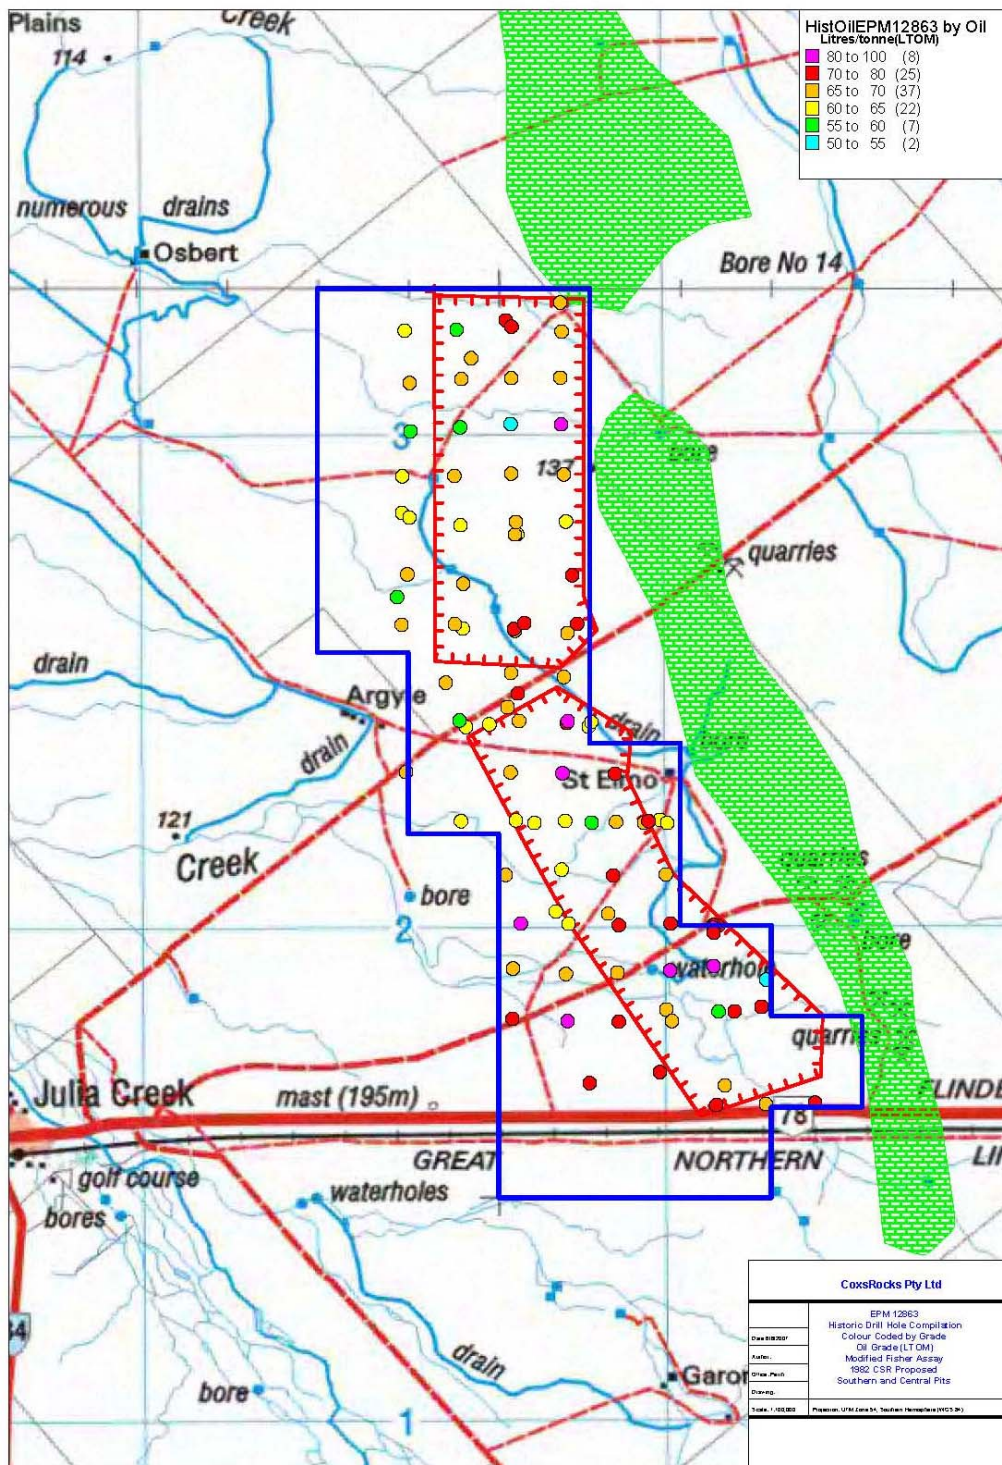 Plains
Creek
114
numerous drains
Osbert
Bore No 14
HistOilEPM12863 by Oil
Litres/tonne(LTOM)
80 to 100 (8)
70 to 80 (25)
65 to 70 (37)
60 to 65 (22)
55 to 60 (7)
50 to 55 (2)
3
bore
137
quarries
drain
Argyle
drain
drain
bore
St Elmo
121
Creek
quarries
bore
2
bore
waterhole
quarries
Julia Creek
mast (195m)
78
GREAT NORTHERN
golf course
waterholes
bores
drain
bore
1
CoxsRocks Pty Ltd
EPM 12863
Historic Drill Hole Compilation
Colour Coded by Grade
Oil Grade (LTOM)
Modified Fisher Assay
1982 CSR Proposed
Southern and Central Pits